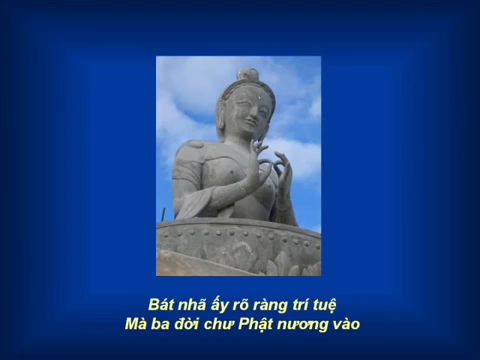 Bát nhã ấy rõ ràng trí tuệ
Mà ba đời chư Phật nương vào